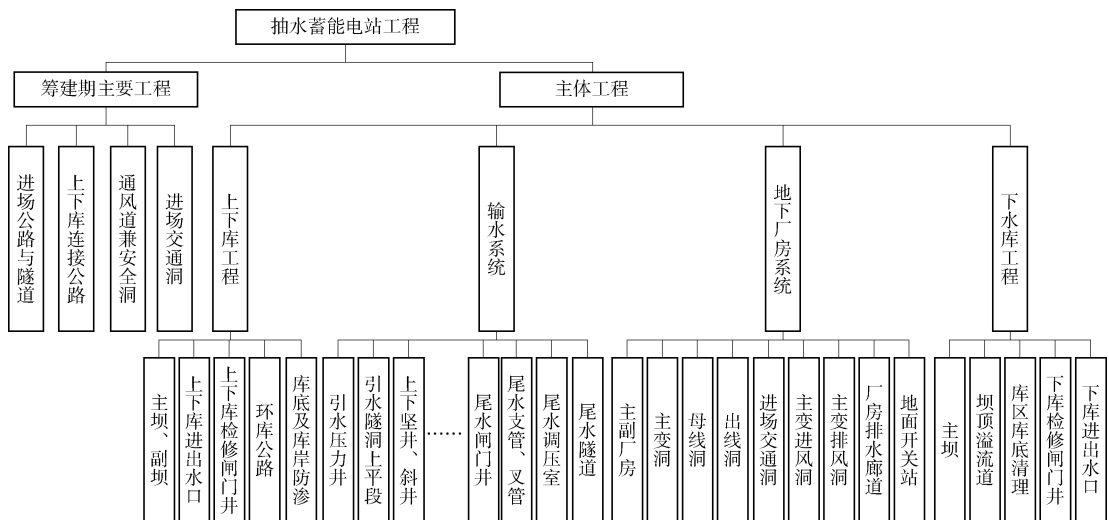 抽水蓄能电站工程
筹建期主要工程
主体工程
进场公路与隧道
上下库连接公路
通风道兼安全洞
进场交通洞
上下库工程
输水系统
地下厂房系统
下水库工程
主坝、副坝
上下库进出水口
上下库检修闸门井
环库公路
库底及库岸防渗
引水压力井
引水隧洞上平段
上下竖井、斜井
……
尾水闸门井
尾水支管、叉管
尾水调压室
尾水隧道
主副厂房
主变洞
母线洞
出线洞
进场交通洞
主变进风洞
主变排风洞
厂房排水廊道
地面开关站
主坝
坝顶溢流道
库区库底清理
下库检修闸门井
下库进出水口